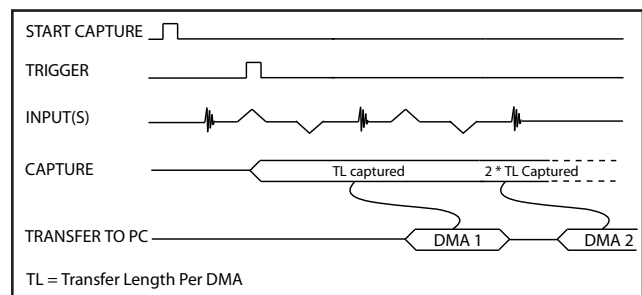 START CAPTURE
TRIGGER
INPUT(S)
CAPTURE
TL captured
2 * TL Captured
TRANSFER TO PC
DMA 1
DMA 2
TL = Transfer Length Per DMA